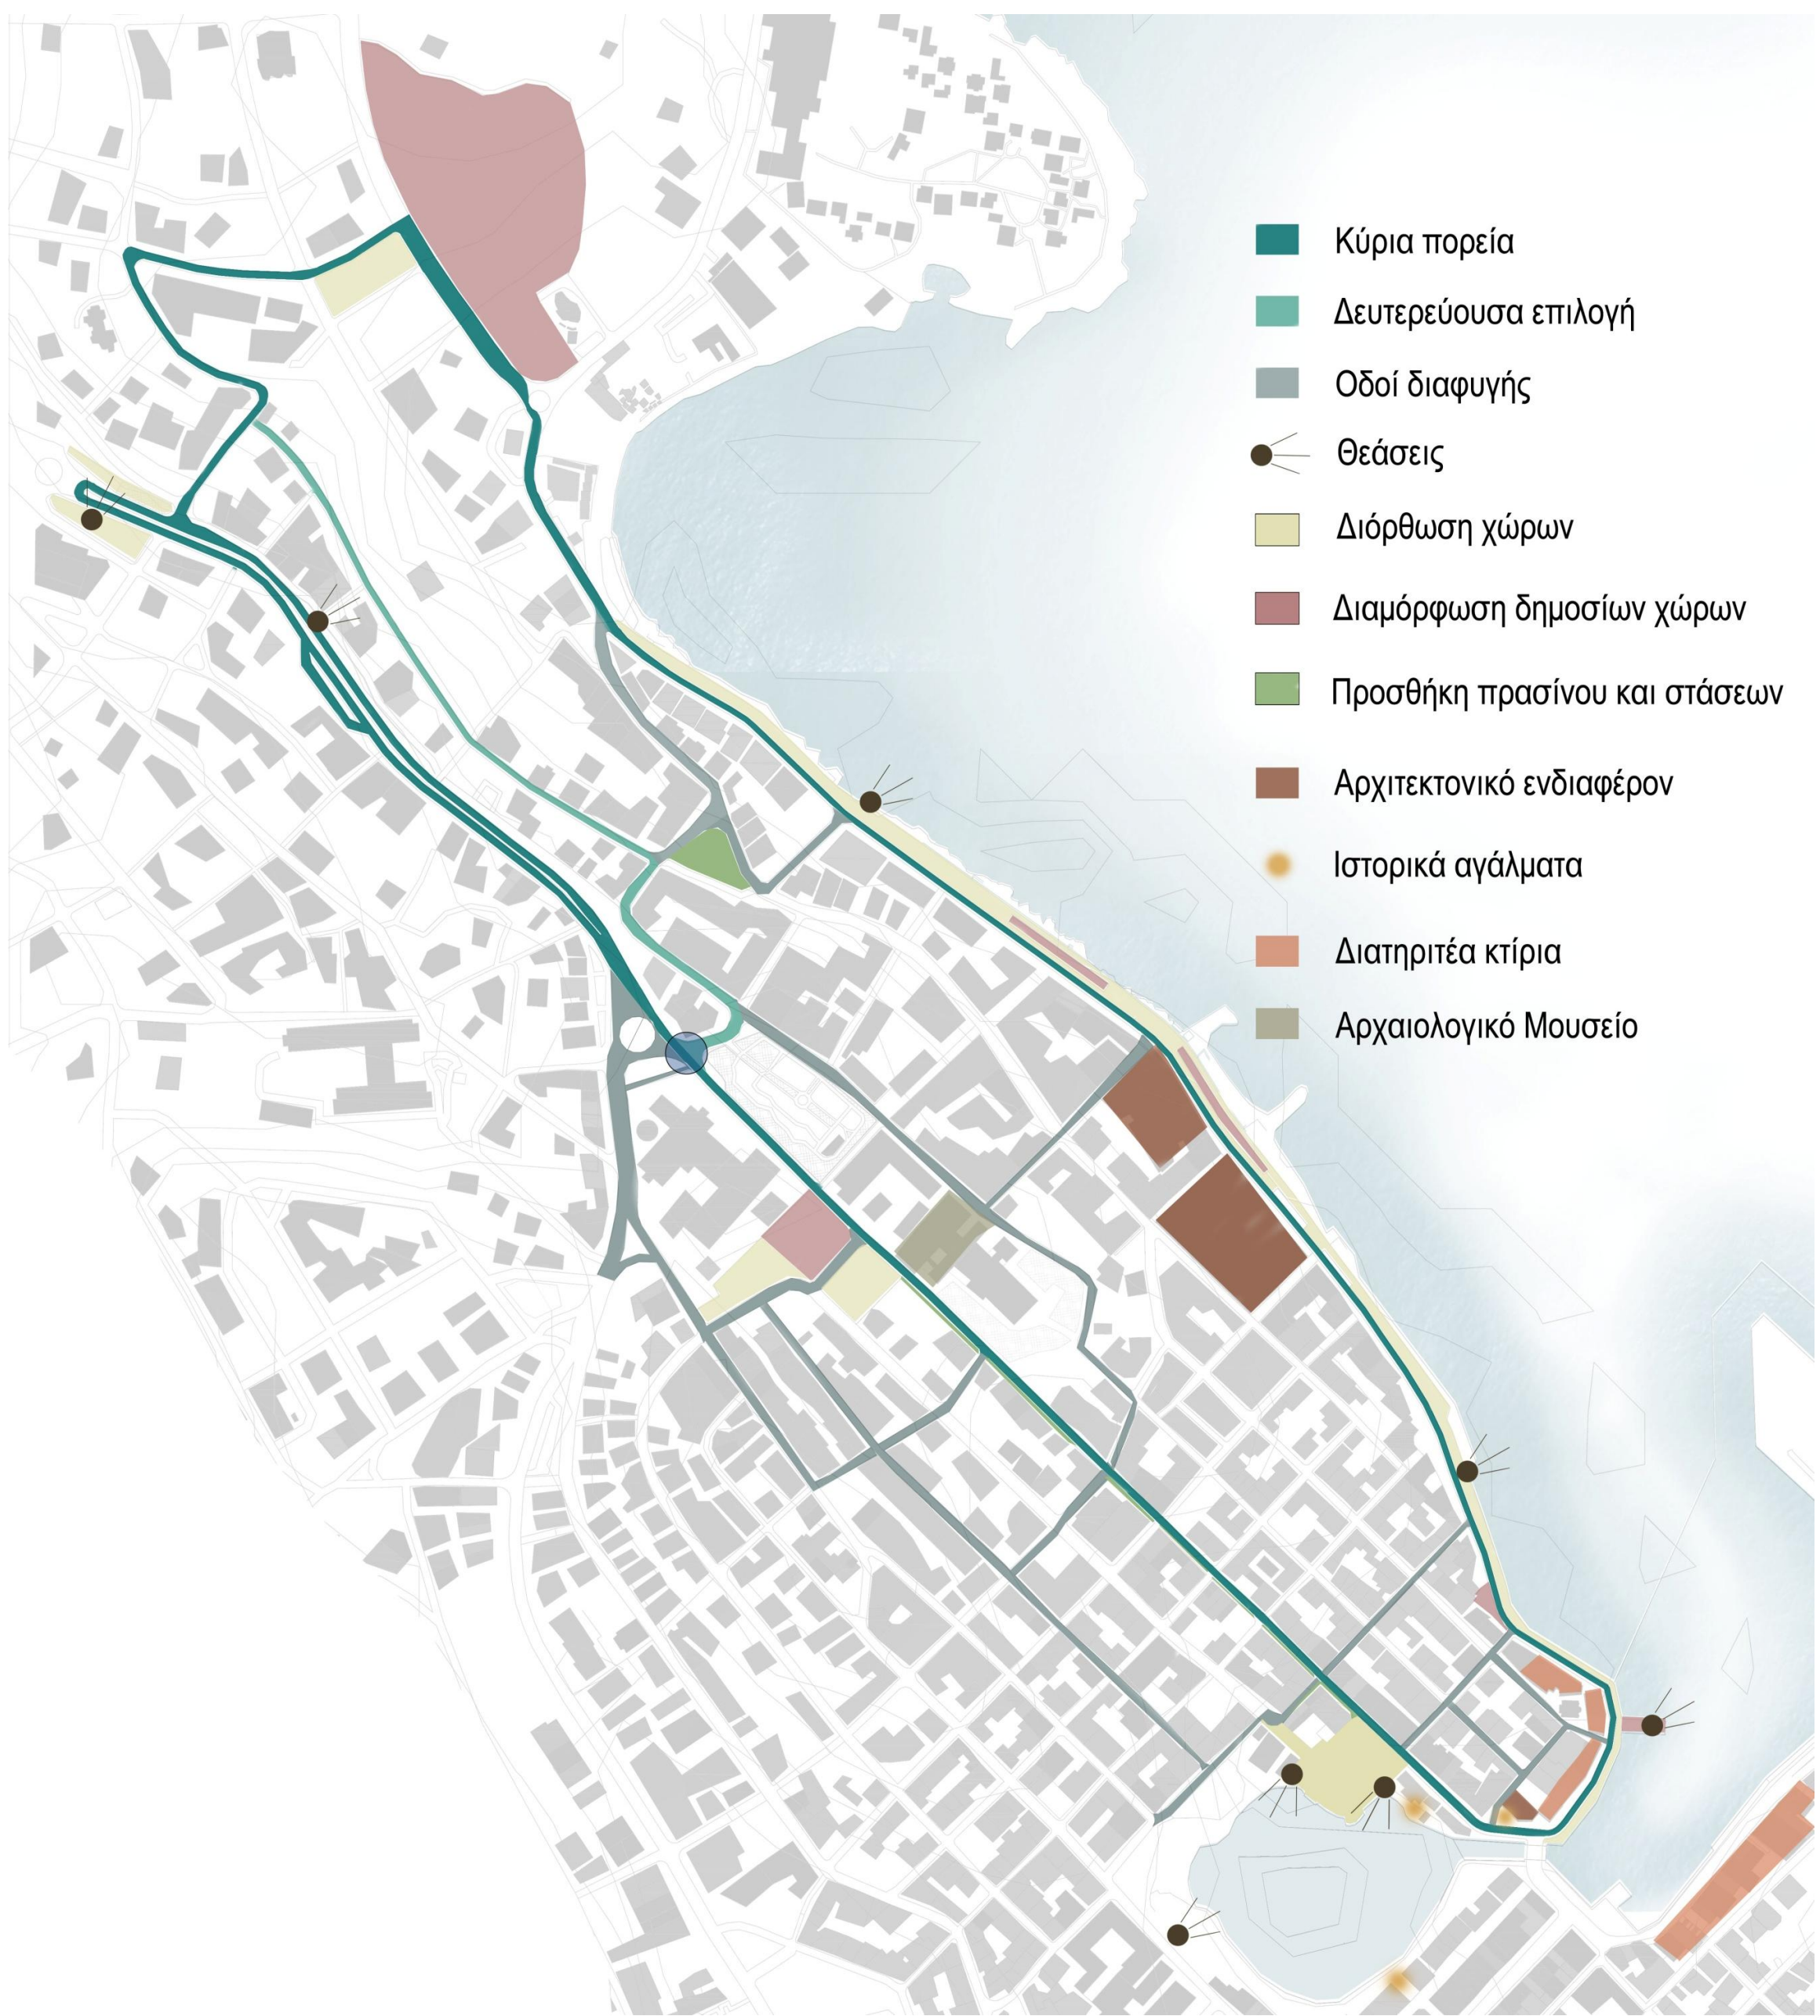 Κύρια πορεία
Δευτερεύουσα επιλογή
Οδοί διαφυγής
Θεάσεις
Διόρθωση χώρων
Διαμόρφωση δημοσίων χώρων
Προσθήκη πρασίνου και στάσεων
Αρχιτεκτονικό ενδιαφέρον
Ιστορικά αγάλματα
Διατηριτέα κτίρια
Αρχαιολογικό Μουσείο